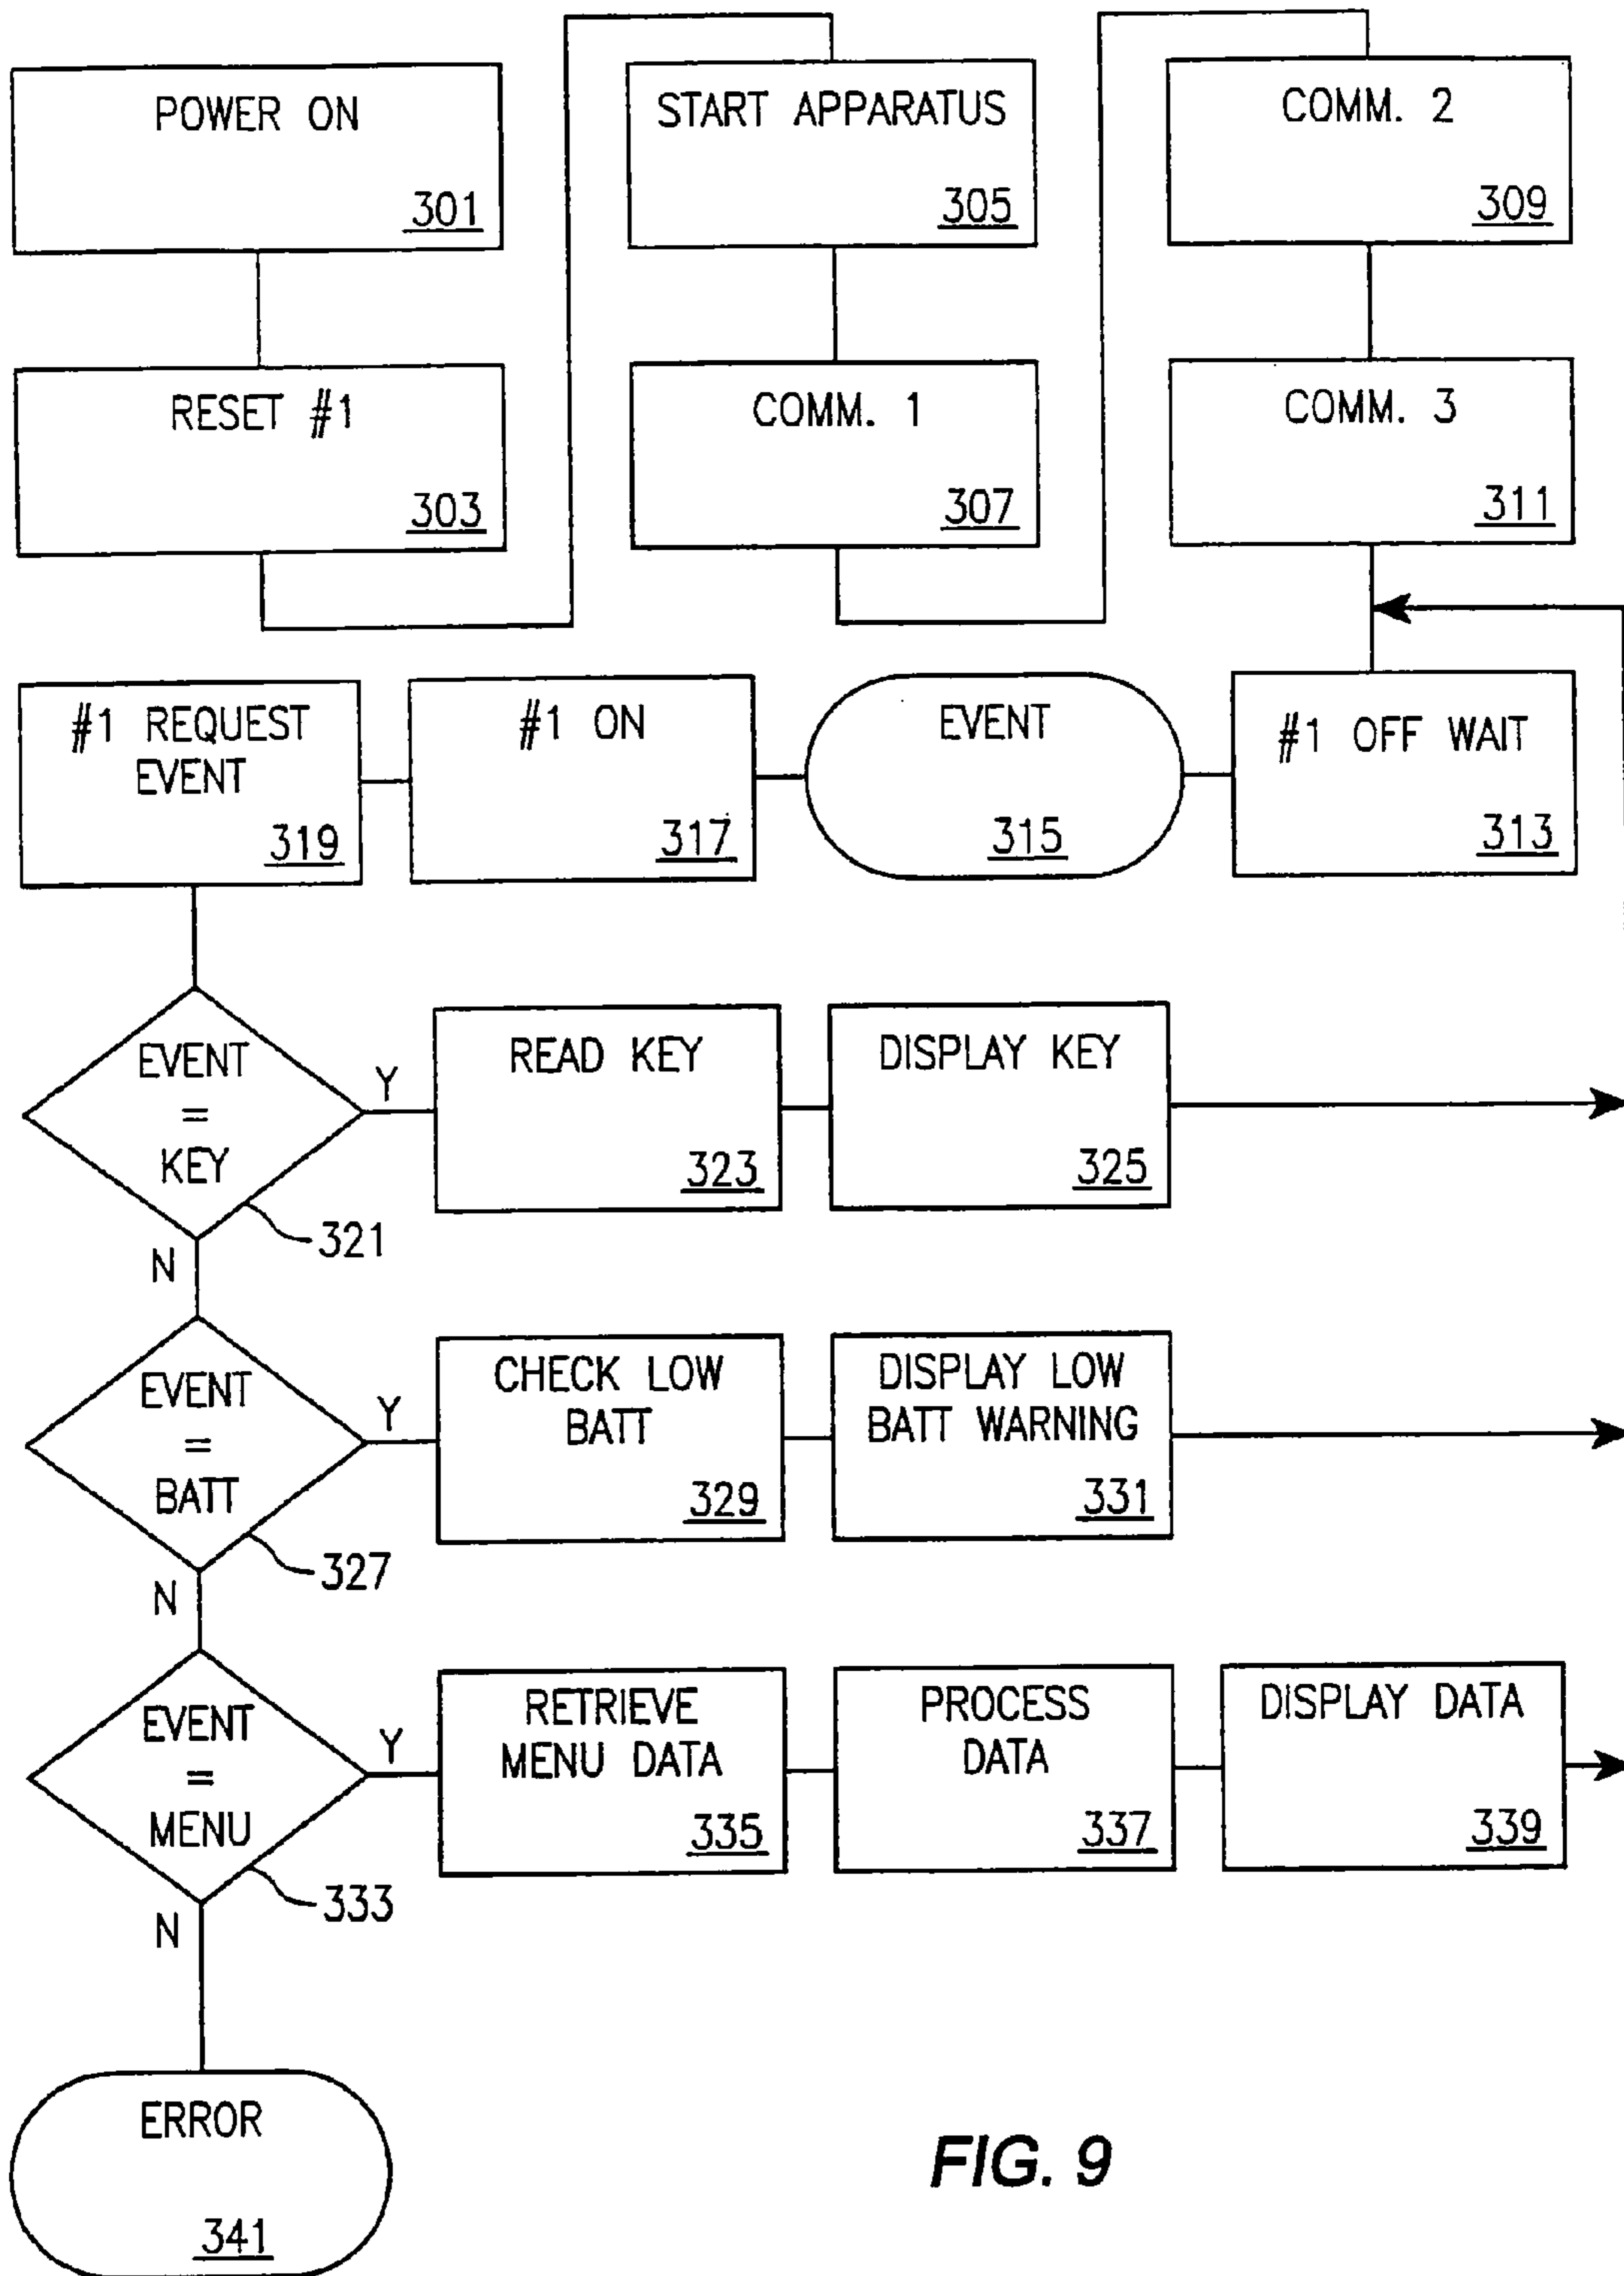 POWER ON
301
RESET #1
303
START APPARATUS
305
COMM. 1
307
COMM. 2
309
COMM. 3
311
#1 OFF WAIT
313
EVENT
315
#1 ON
317
#1 REQUEST
EVENT
319
EVENT
=
KEY
321
Y
N
READ KEY
323
DISPLAY KEY
325
EVENT
=
BATT
327
Y
N
CHECK LOW
BATT
329
DISPLAY LOW
BATT WARNING
331
EVENT
=
MENU
333
Y
N
RETRIEVE
MENU DATA
335
PROCESS
DATA
337
DISPLAY DATA
339
ERROR
341
FIG. 9